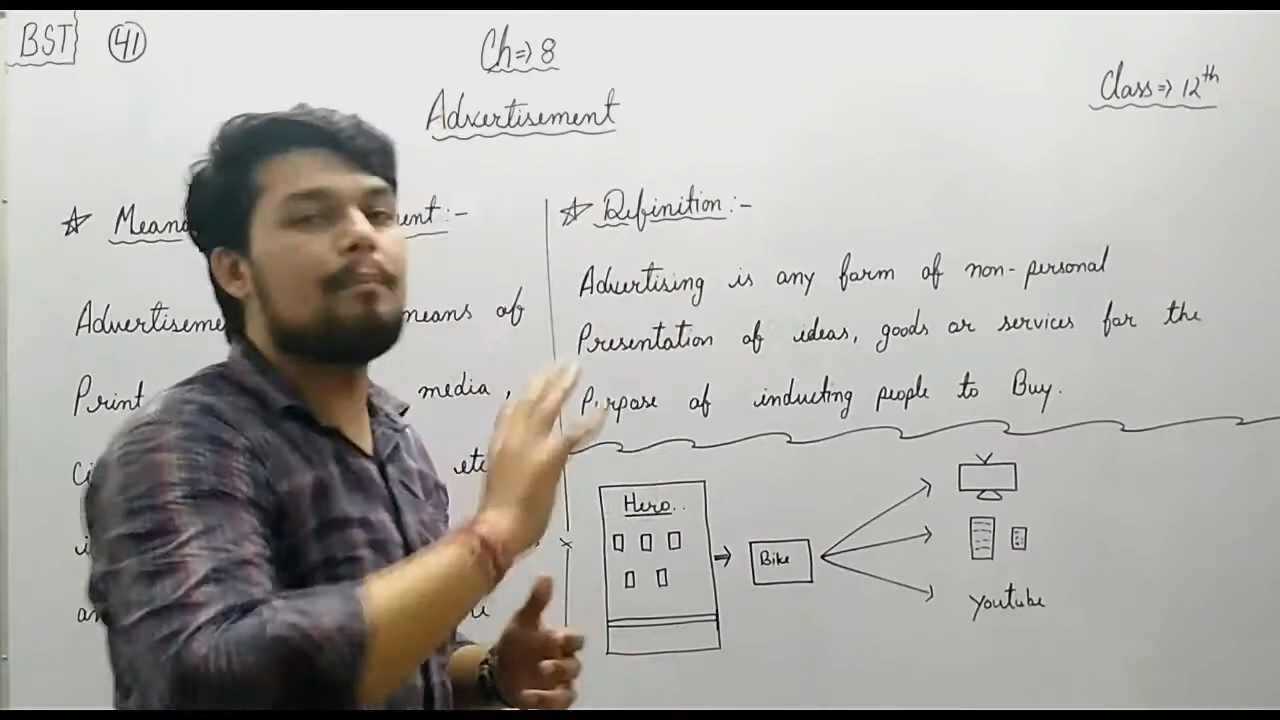 BST 41
Ch⇒8
Class⇒12th
Advertisement
☆ Meani ent:-
Advertiseme means of
Print media,
etc
☆ Definition:-
Advertising is any form of non-personal
Presentation of ideas, goods or services for the
Purpose of inducting people to Buy.
Hero..
Bike
Youtube